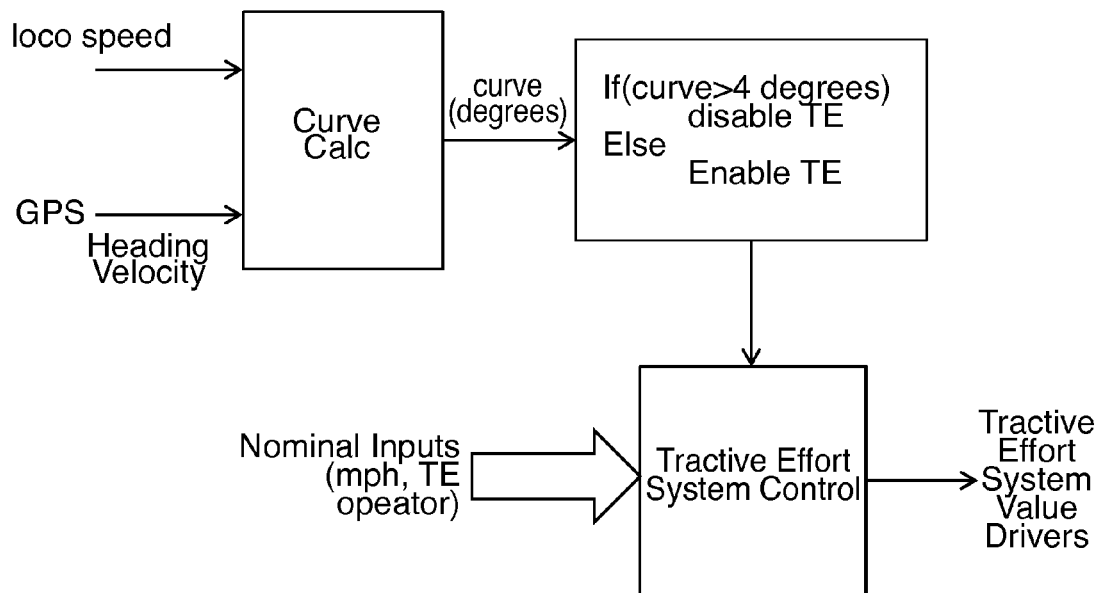 loco speed
GPS
Heading
Velocity
Curve
Calc
curve
(degrees)
If(curve>4 degrees)
disable TE
Else
Enable TE
Nominal Inputs
(mph, TE
opeator)
Tractive Effort
System Control
Tractive
Effort
System
Value
Drivers